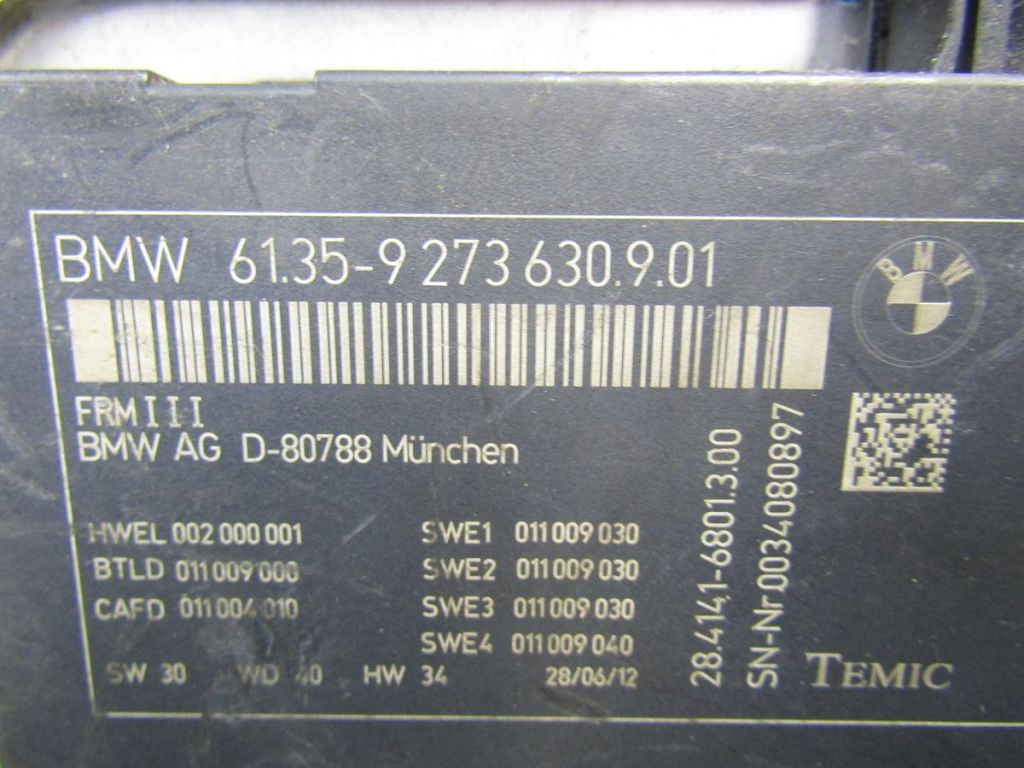 BMW 61.35-9 273 630.9.01
BMW
FRM III
BMW AG D-80788 München
HWEL 002 000 001
BTLD 011 009 000
CAFD 011 004 010
SWE1 011 009 030
SWE2 011 009 030
SWE3 011 009 030
SWE4 011 009 040
SW 30 HW 34 28/06/12
28.4141-6801.3.00
SN-Nr 0034080897
TEMIC